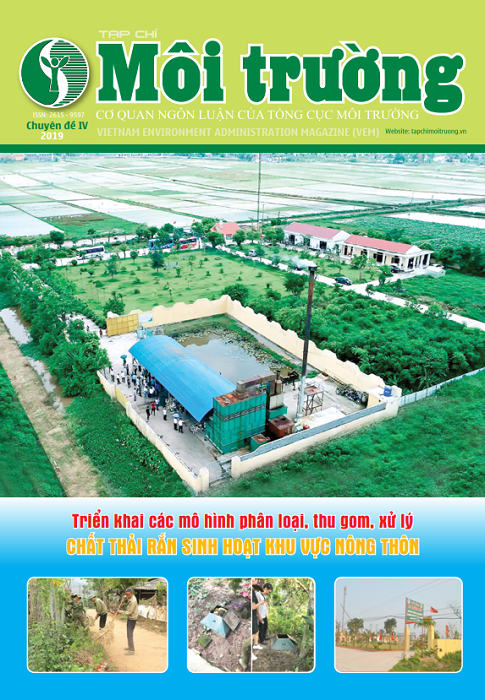 TẠP CHÍ
Môi trường
ISSN: 2615 - 9597
Chuyên đề IV
2019
CƠ QUAN NGÔN LUẬN CỦA TỔNG CỤC MÔI TRƯỜNG
VIETNAM ENVIRONMENT ADMINISTRATION MAGAZINE (VEM)
Website: tapchimoitruong.vn
Triển khai các mô hình phân loại, thu gom, xử lý
CHẤT THẢI RẮN SINH HOẠT KHU VỰC NÔNG THÔN